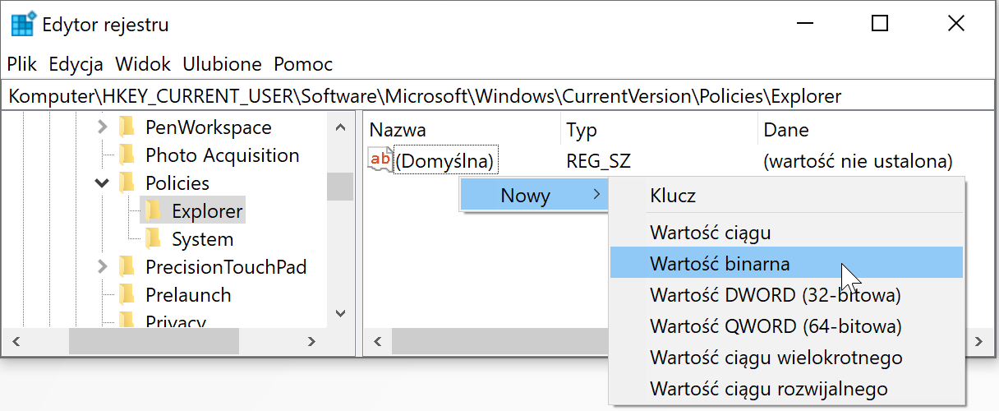 Edytor rejestru
Plik Edycja Widok Ulubione Pomoc
Komputer\HKEY_CURRENT_USER\Software\Microsoft\Windows\CurrentVersion\Policies\Explorer
PenWorkspace
Photo Acquisition
Policies
Explorer
System
PrecisionTouchPad
Prelaunch
Privacy
Nazwa Typ Dane
ab (Domyślna) REG_SZ (wartość nie ustalona)
Nowy
Klucz
Wartość ciągu
Wartość binarna
Wartość DWORD (32-bitowa)
Wartość QWORD (64-bitowa)
Wartość ciągu wielokrotnego
Wartość ciągu rozwijalnego